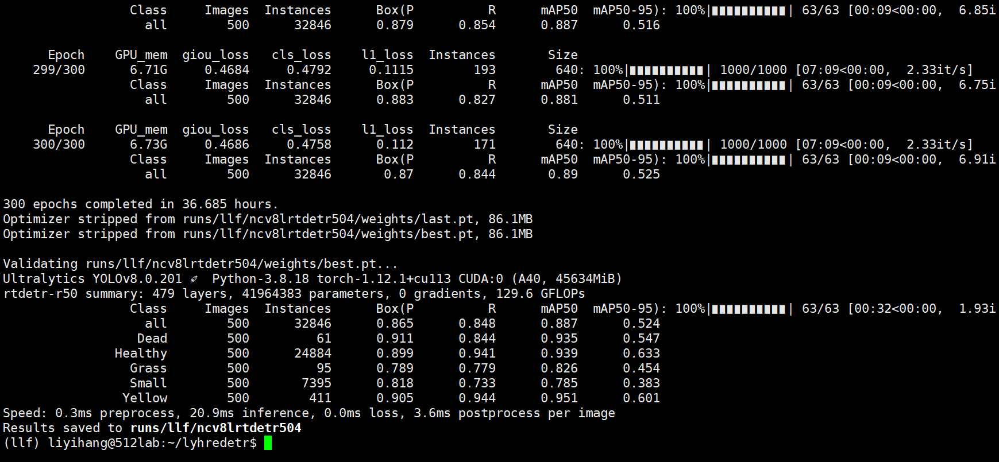 Class Images Instances Box(P R mAP50 mAP50-95): 100%|██████████| 63/63 [00:09<00:00, 6.85i
all 500 32846 0.879 0.854 0.887 0.516
Epoch GPU_mem giou_loss cls_loss l1_loss Instances Size
299/300 6.71G 0.4684 0.4792 0.1115 193 640: 100%|██████████| 1000/1000 [07:09<00:00, 2.33it/s]
Class Images Instances Box(P R mAP50 mAP50-95): 100%|██████████| 63/63 [00:09<00:00, 6.75i
all 500 32846 0.883 0.827 0.881 0.511
Epoch GPU_mem giou_loss cls_loss l1_loss Instances Size
300/300 6.73G 0.4686 0.4758 0.112 171 640: 100%|██████████| 1000/1000 [07:09<00:00, 2.33it/s]
Class Images Instances Box(P R mAP50 mAP50-95): 100%|██████████| 63/63 [00:09<00:00, 6.91i
all 500 32846 0.87 0.844 0.89 0.525
300 epochs completed in 36.685 hours.
Optimizer stripped from runs/llf/ncv8lrtdetr504/weights/last.pt, 86.1MB
Optimizer stripped from runs/llf/ncv8lrtdetr504/weights/best.pt, 86.1MB
Validating runs/llf/ncv8lrtdetr504/weights/best.pt...
Ultralytics YOLOv8.0.201 🚀 Python-3.8.18 torch-1.12.1+cu113 CUDA:0 (A40, 45634MiB)
rtdetr-r50 summary: 479 layers, 41964383 parameters, 0 gradients, 129.6 GFLOPs
Class Images Instances Box(P R mAP50 mAP50-95): 100%|██████████| 63/63 [00:32<00:00, 1.93i
all 500 32846 0.865 0.848 0.887 0.524
Dead 500 61 0.911 0.844 0.935 0.547
Healthy 500 24884 0.899 0.941 0.939 0.633
Grass 500 95 0.789 0.779 0.826 0.454
Small 500 7395 0.818 0.733 0.785 0.383
Yellow 500 411 0.905 0.944 0.951 0.601
Speed: 0.3ms preprocess, 20.9ms inference, 0.0ms loss, 3.6ms postprocess per image
Results saved to runs/llf/ncv8lrtdetr504
(llf) liyihang@512lab:~/lyhredetr$